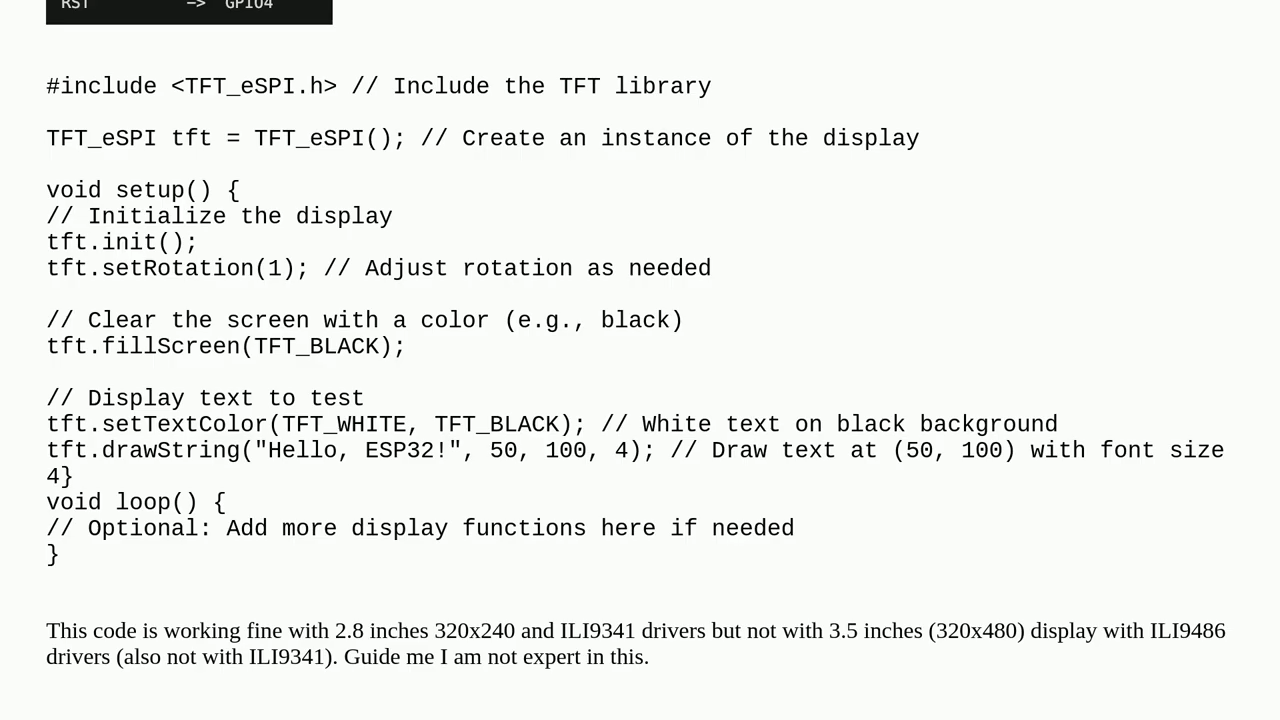 RST          —>  GPIO4
#include <TFT_eSPI.h> // Include the TFT library
TFT_eSPI tft = TFT_eSPI(); // Create an instance of the display
void setup() {
// Initialize the display
tft.init();
tft.setRotation(1); // Adjust rotation as needed
// Clear the screen with a color (e.g., black)
tft.fillScreen(TFT_BLACK);
// Display text to test
tft.setTextColor(TFT_WHITE, TFT_BLACK); // White text on black background
tft.drawString("Hello, ESP32!", 50, 100, 4); // Draw text at (50, 100) with font size
4}
void loop() {
// Optional: Add more display functions here if needed
}
This code is working fine with 2.8 inches 320x240 and ILI9341 drivers but not with 3.5 inches (320x480) display with ILI9486
drivers (also not with ILI9341). Guide me I am not expert in this.